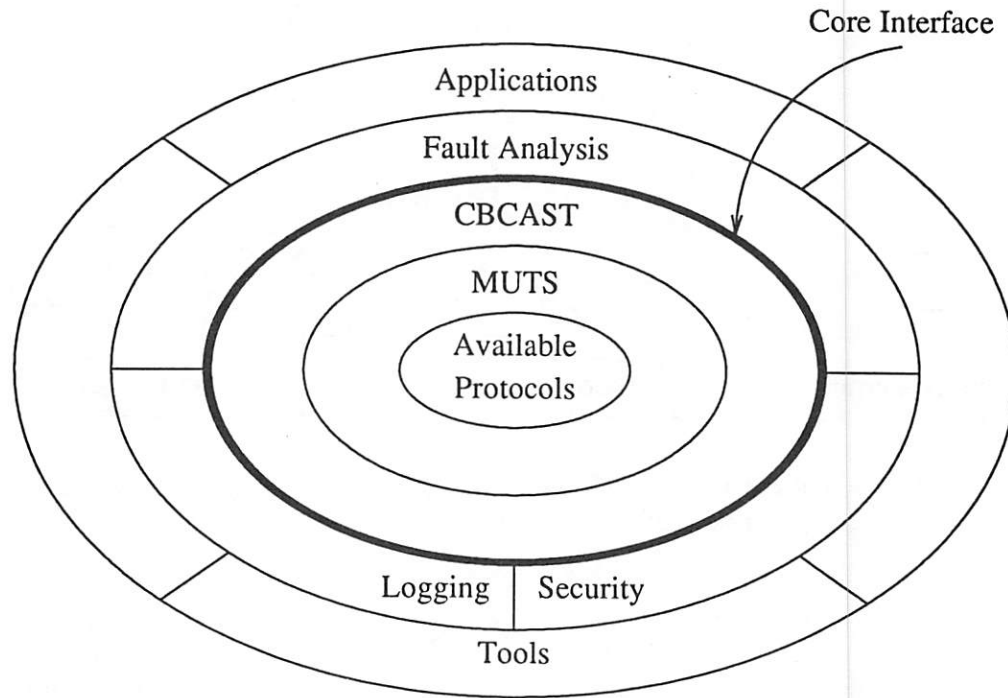 Core Interface
Applications
Fault Analysis
CBCAST
MUTS
Available
Protocols
Logging
Security
Tools